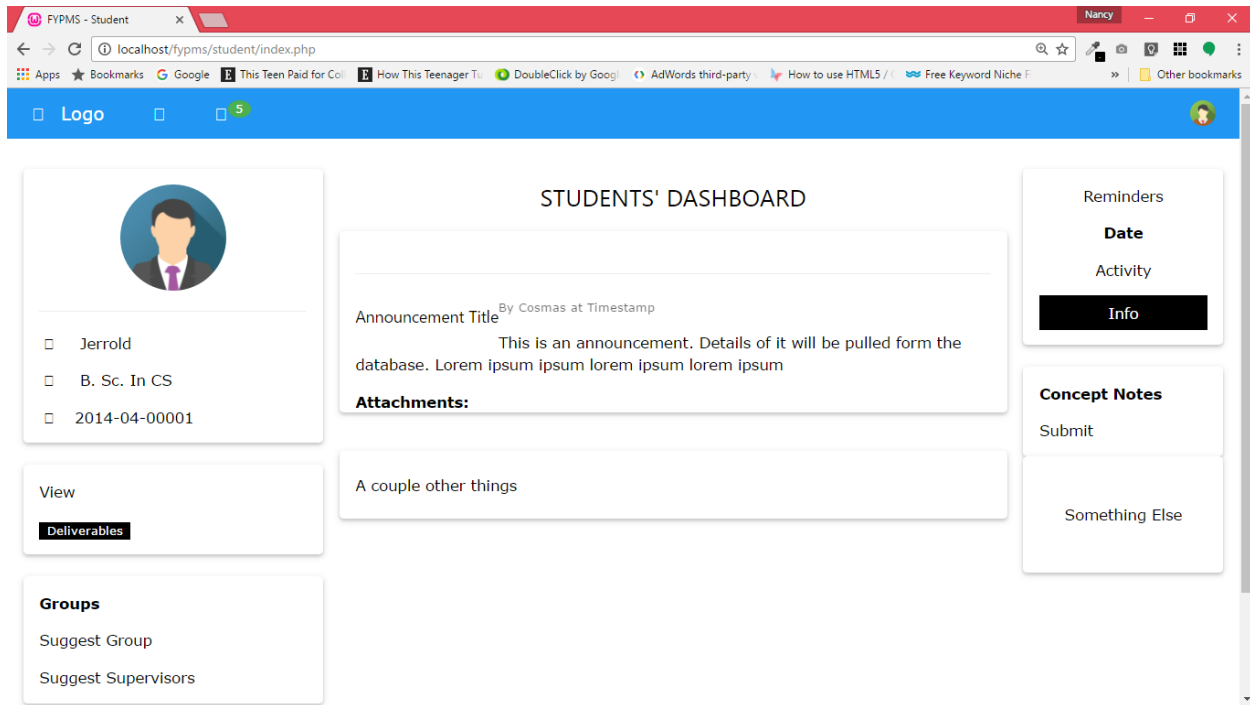 FYPMS - Student
Nancy
localhost/fypms/student/index.php
Apps Bookmarks Google This Teen Paid for Col How This Teenager Tu DoubleClick by Googl AdWords third-party How to use HTML5 / Free Keyword Niche F » Other bookmarks
Logo 5
STUDENTS' DASHBOARD
Jerrold
B. Sc. In CS
2014-04-00001
View
Deliverables
Groups
Suggest Group
Suggest Supervisors
Announcement Title By Cosmas at Timestamp
This is an announcement. Details of it will be pulled form the
database. Lorem ipsum ipsum lorem ipsum lorem ipsum
Attachments:
A couple other things
Reminders
Date
Activity
Info
Concept Notes
Submit
Something Else